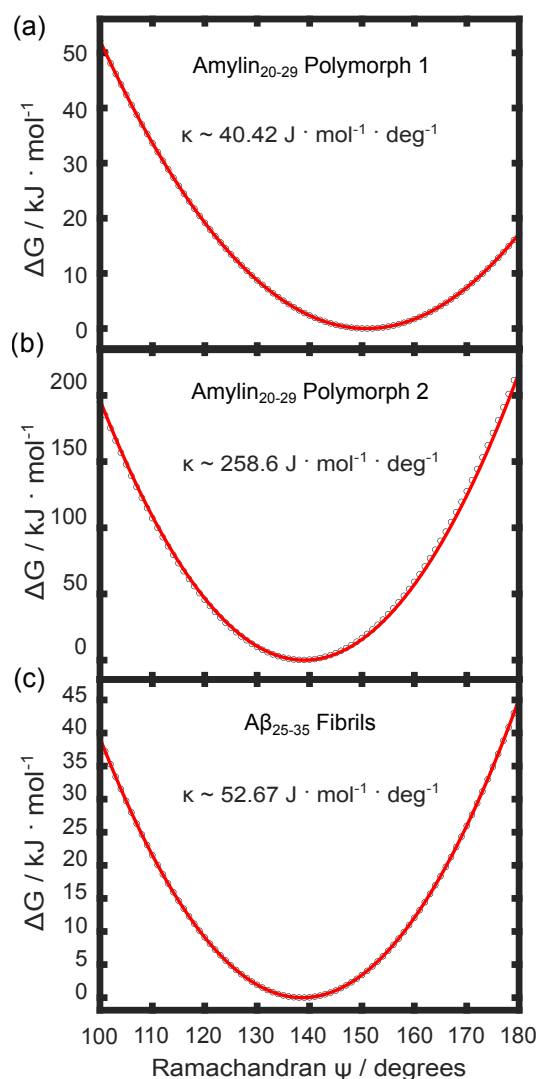 (a)
Amylin₂₀₋₂₉ Polymorph 1
κ ~ 40.42 J · mol⁻¹ · deg⁻¹
50
40
30
20
10
0
ΔG / kJ · mol⁻¹
(b)
Amylin₂₀₋₂₉ Polymorph 2
κ ~ 258.6 J · mol⁻¹ · deg⁻¹
200
150
100
50
0
ΔG / kJ · mol⁻¹
(c)
Aβ₂₅₋₃₅ Fibrils
κ ~ 52.67 J · mol⁻¹ · deg⁻¹
45
40
35
30
25
20
15
10
5
0
ΔG / kJ · mol⁻¹
100 110 120 130 140 150 160 170 180
Ramachandran ψ / degrees